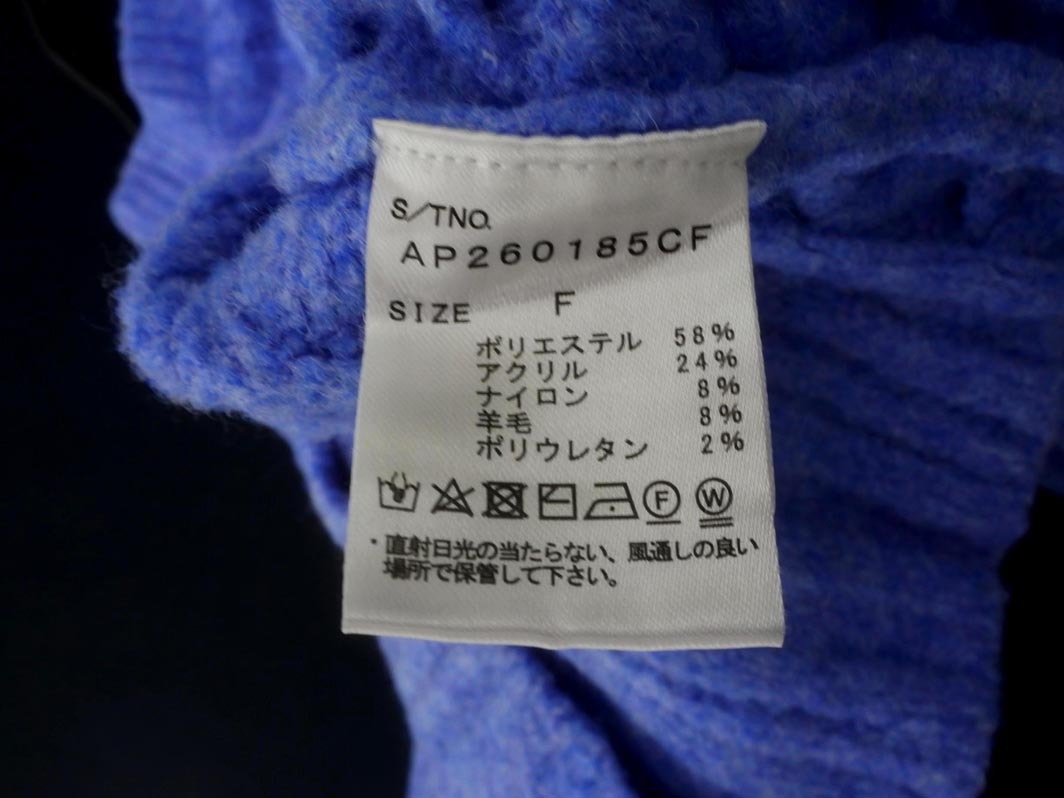 S/TNO.
AP260185CF
SIZE F
ポリエステル 58%
アクリル 24%
ナイロン 8%
羊毛 8%
ポリウレタン 2%
F W
・直射日光の当たらない、風通しの良い
場所で保管して下さい。